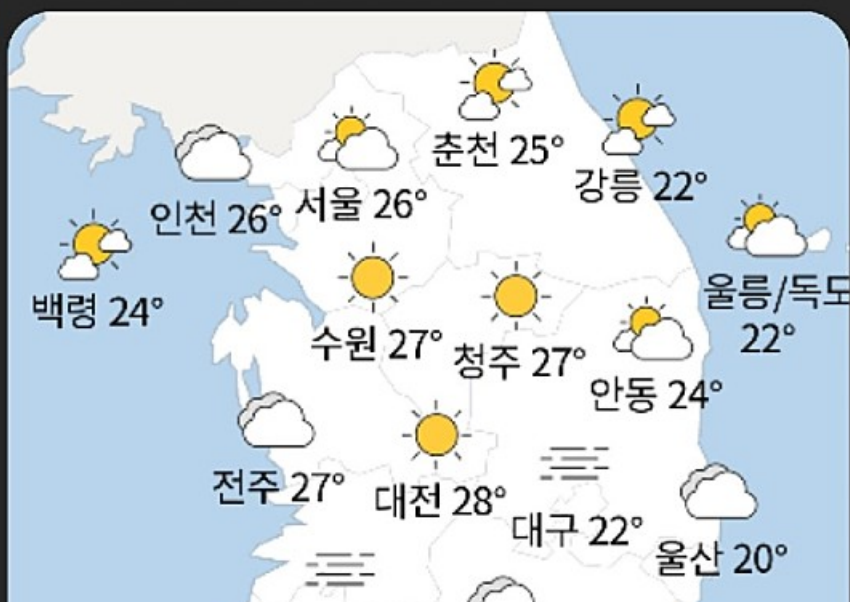 춘천 25°
강릉 22°
인천 26°
서울 26°
백령 24°
울릉/독도
22°
수원 27°
청주 27°
안동 24°
전주 27°
대전 28°
대구 22°
울산 20°